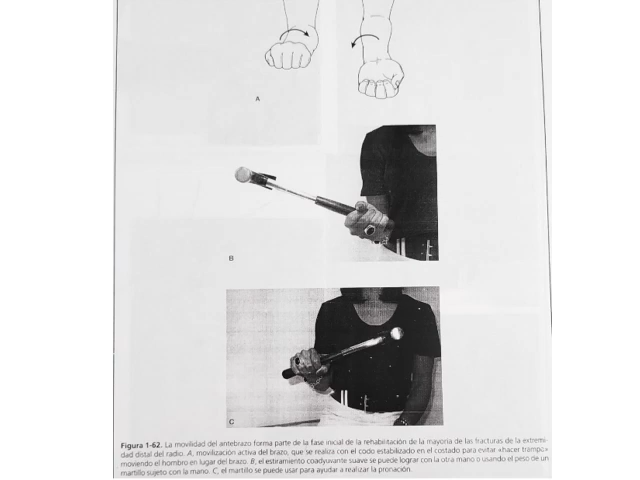 A
B
C
Figura 1-62. La movilidad del antebrazo forma parte de la fase inicial de la rehabilitación de la mayoría de las fracturas de la extremi-
dad distal del radio. A, movilización activa del brazo, que se realiza con el codo estabilizado en el costado para evitar «hacer trampa»
moviendo el hombro en lugar del brazo. B, el estiramiento coadyuvante suave se puede lograr con la otra mano o usando el peso de un
martillo sujeto con la mano. C, el martillo se puede usar para ayudar a realizar la pronación.